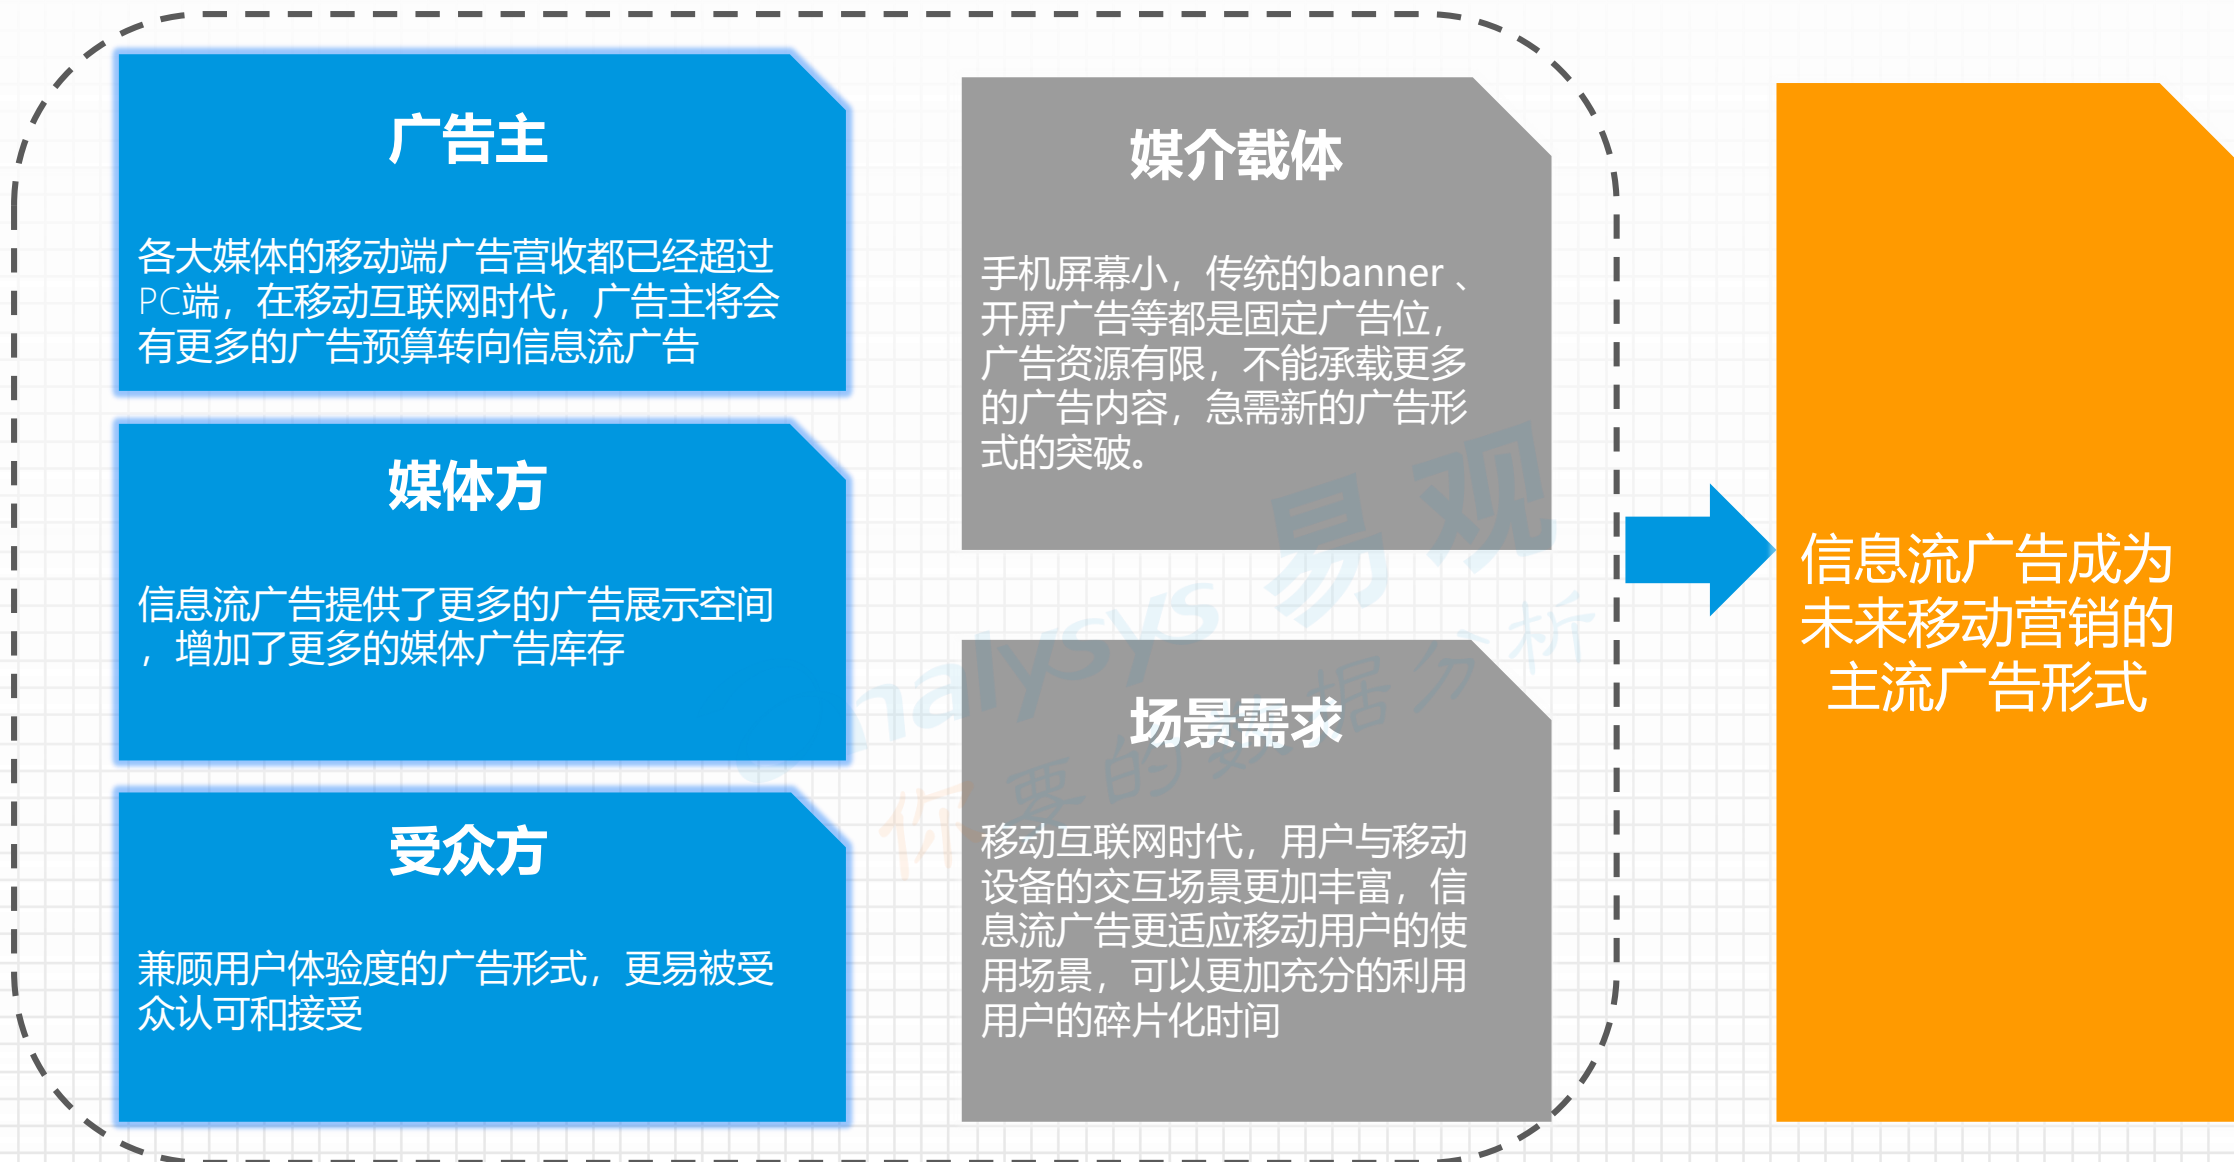 广告主
各大媒体的移动端广告营收都已经超过
PC端，在移动互联网时代，广告主将会
有更多的广告预算转向信息流广告
媒体方
信息流广告提供了更多的广告展示空间
，增加了更多的媒体广告库存
受众方
兼顾用户体验度的广告形式，更易被受
众认可和接受
媒介载体
手机屏幕小，传统的banner 、
开屏广告等都是固定广告位，
广告资源有限，不能承载更多
的广告内容，急需新的广告形
式的突破。
场景需求
移动互联网时代，用户与移动
设备的交互场景更加丰富，信
息流广告更适应移动用户的使
用场景，可以更加充分的利用
用户的碎片化时间
信息流广告成为
未来移动营销的
主流广告形式
nalysys 易观
你要的数据分析